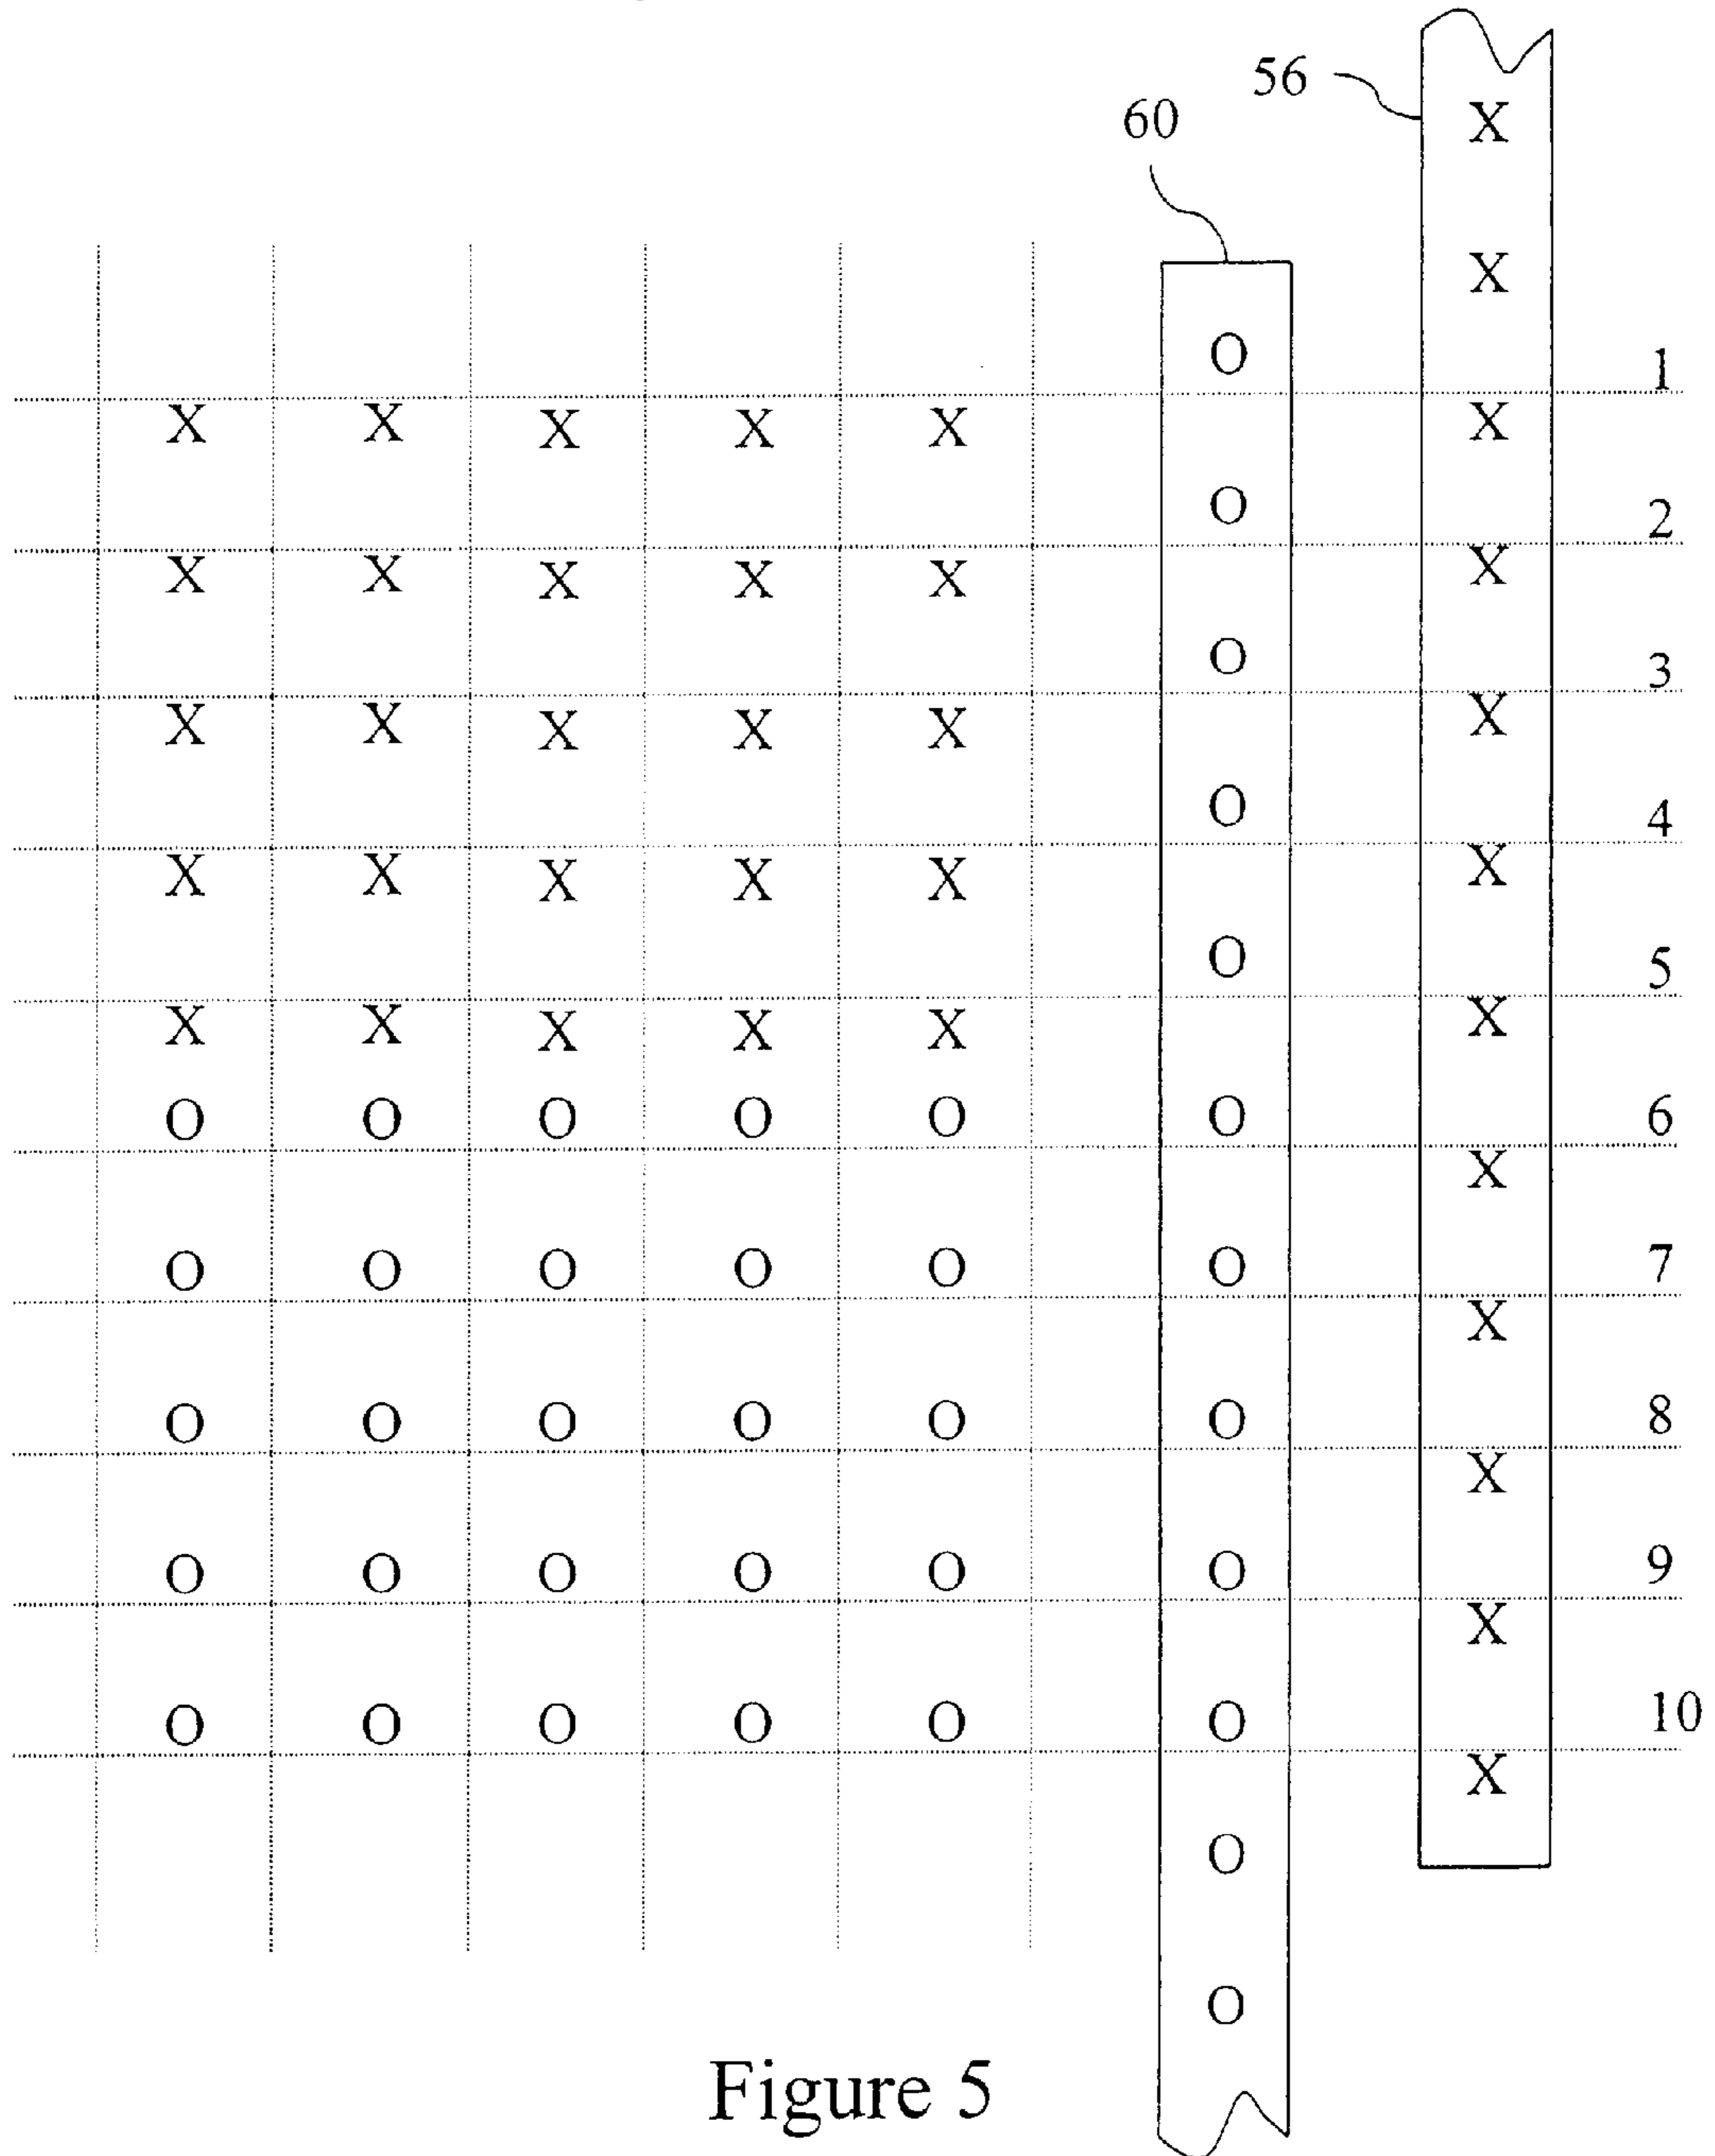 56
60 X
X
O 1
X X X X X X
O 2
X X X X X X
O 3
X X X X X X
O 4
X X X X X X
O 5
X X X X X X
O O O O O O 6
X
O O O O O O 7
X
O O O O O O 8
X
O O O O O O 9
X
O O O O O O 10
X
O
O
Figure 5